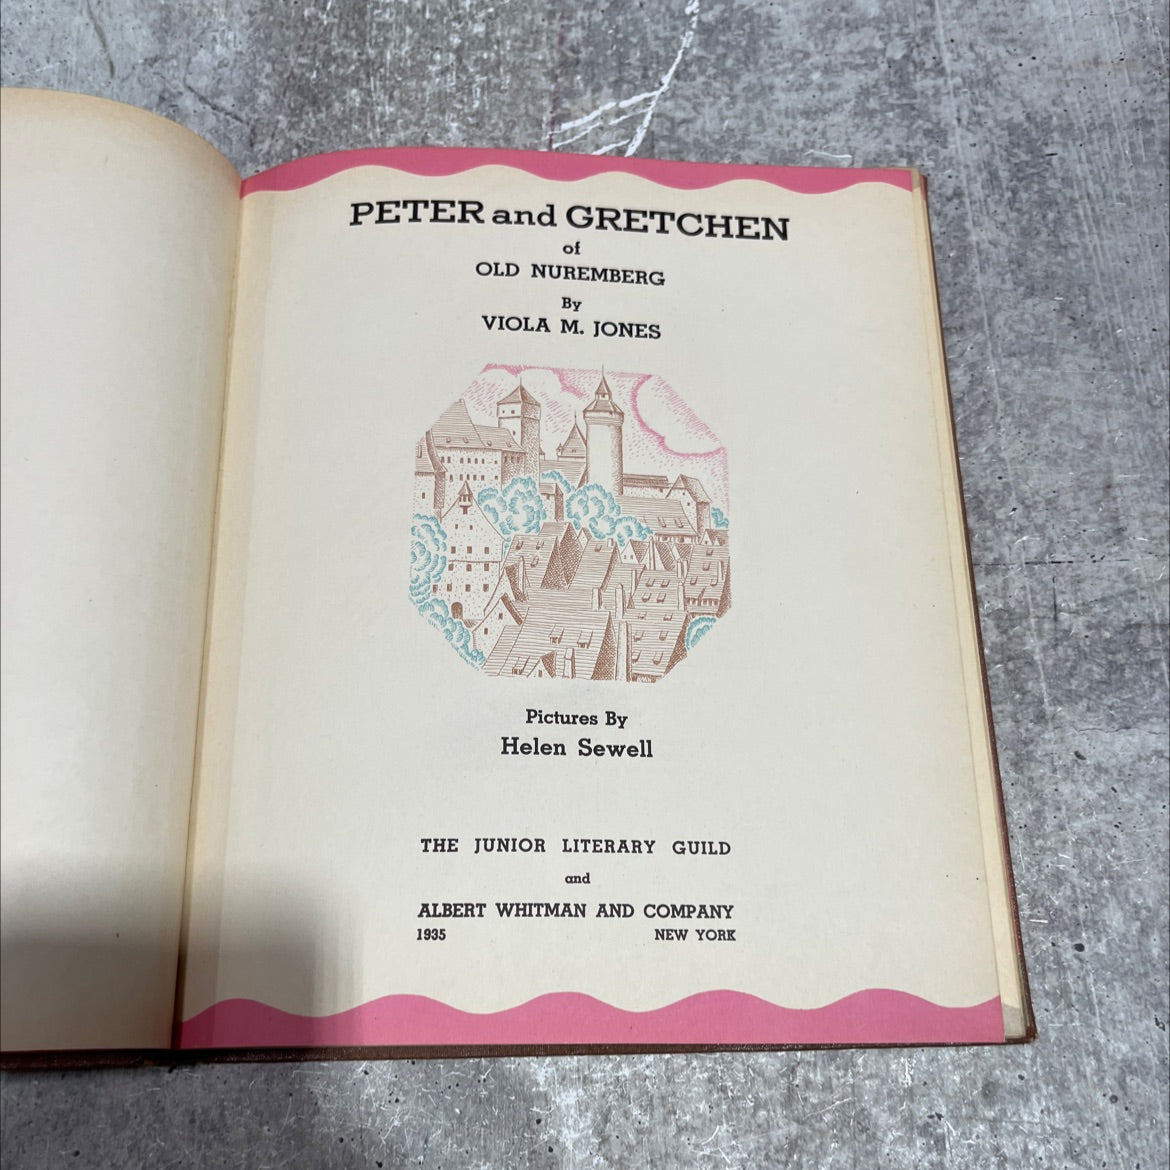 PETER and GRETCHEN
of
OLD NUREMBERG
By
VIOLA M. JONES
Pictures By
Helen Sewell
THE JUNIOR LITERARY GUILD
and
ALBERT WHITMAN AND COMPANY
1935 NEW YORK